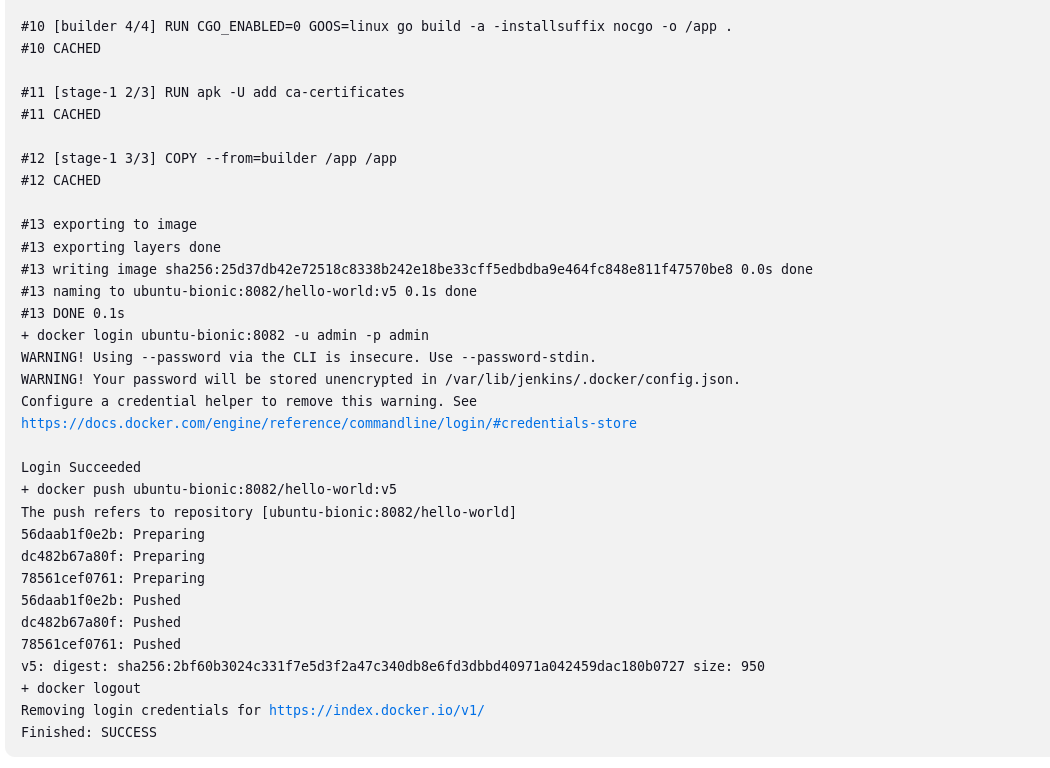 #10 [builder 4/4] RUN CGO_ENABLED=0 GOOS=linux go build -a -installsuffix nocgo -o /app .
#10 CACHED
#11 [stage-1 2/3] RUN apk -U add ca-certificates
#11 CACHED
#12 [stage-1 3/3] COPY --from=builder /app /app
#12 CACHED
#13 exporting to image
#13 exporting layers done
#13 writing image sha256:25d37db42e72518c8338b242e18be33cff5edbdba9e464fc848e811f47570be8 0.0s done
#13 naming to ubuntu-bionic:8082/hello-world:v5 0.1s done
#13 DONE 0.1s
+ docker login ubuntu-bionic:8082 -u admin -p admin
WARNING! Using --password via the CLI is insecure. Use --password-stdin.
WARNING! Your password will be stored unencrypted in /var/lib/jenkins/.docker/config.json.
Configure a credential helper to remove this warning. See
https://docs.docker.com/engine/reference/commandline/login/#credentials-store
Login Succeeded
+ docker push ubuntu-bionic:8082/hello-world:v5
The push refers to repository [ubuntu-bionic:8082/hello-world]
56daab1f0e2b: Preparing
dc482b67a80f: Preparing
78561cef0761: Preparing
56daab1f0e2b: Pushed
dc482b67a80f: Pushed
78561cef0761: Pushed
v5: digest: sha256:2bf60b3024c331f7e5d3f2a47c340db8e6fd3dbbd40971a042459dac180b0727 size: 950
+ docker logout
Removing login credentials for https://index.docker.io/v1/
Finished: SUCCESS